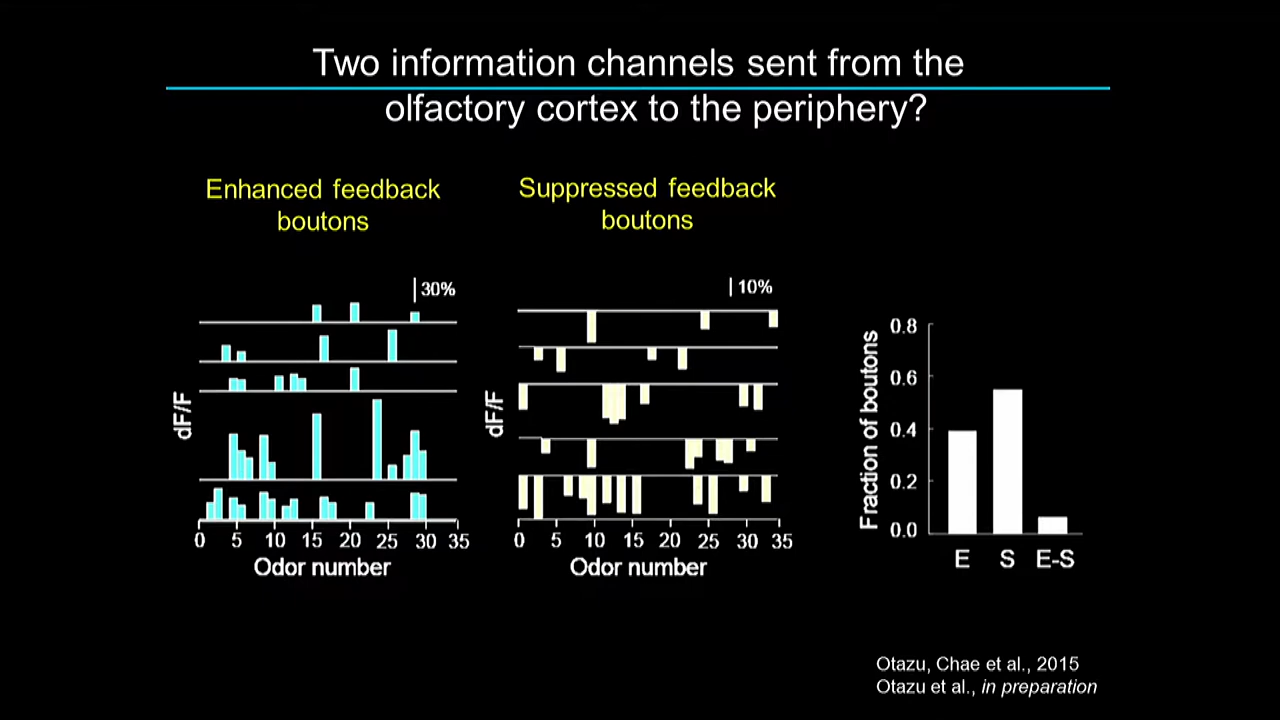 Two information channels sent from the
olfactory cortex to the periphery?
Enhanced feedback
boutons
Suppressed feedback
boutons
30%
dF/F
0 5 10 15 20 25 30 35
Odor number
10%
dF/F
0 5 10 15 20 25 30 35
Odor number
Fraction of boutons
0.8
0.6
0.4
0.2
0.0
E S E-S
Otazu, Chae et al., 2015
Otazu et al., in preparation